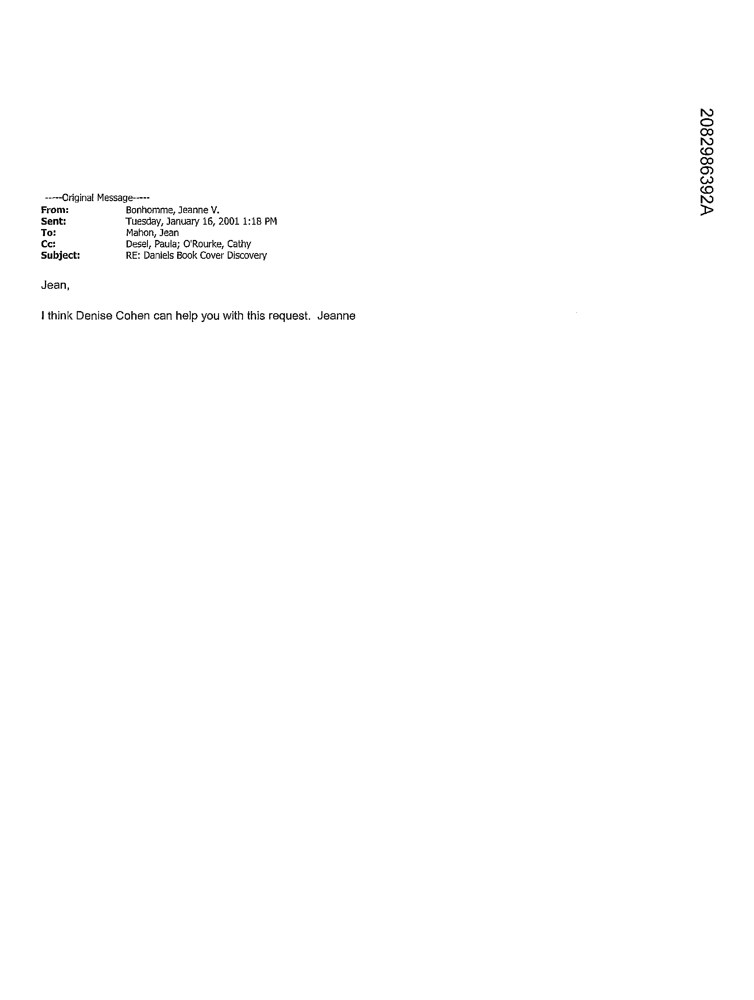 2082986392A
-----Original Message-----
From: Bonhomme, Jeanne V.
Sent: Tuesday, January 16, 2001 1:18 PM
To: Mahon, Jean
Cc: Desel, Paula; O'Rourke, Cathy
Subject: RE: Daniels Book Cover Discovery
Jean,
I think Denise Cohen can help you with this request. Jeanne